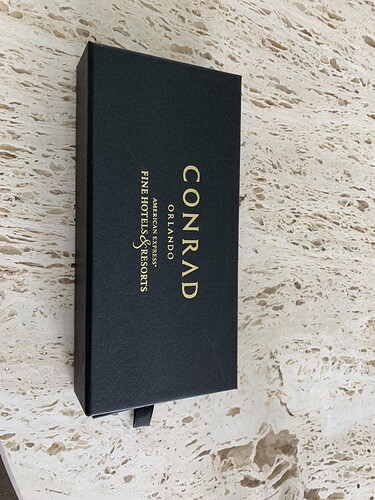 CONRAD
ORLANDO
AMERICAN EXPRESS®
FINE HOTELS & RESORTS